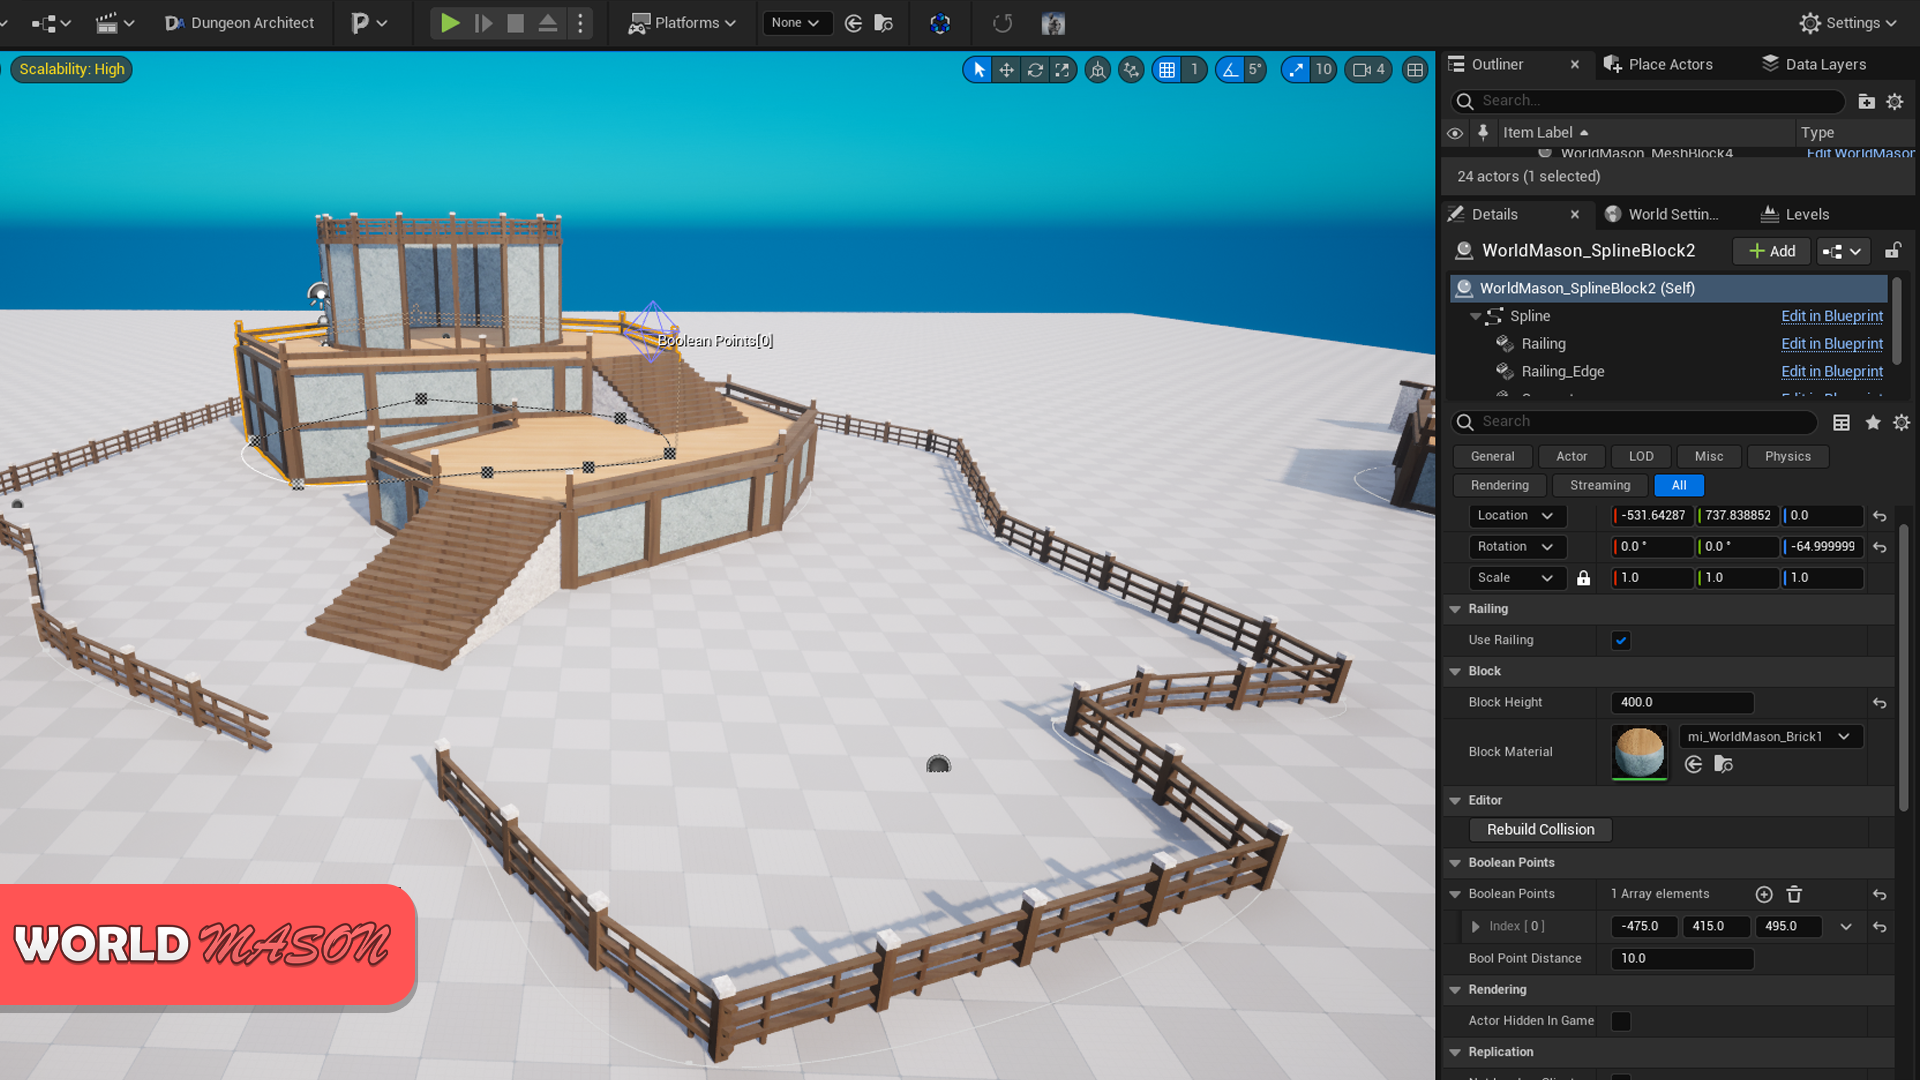 Dungeon Architect
Platforms
None
Settings
Scalability: High
1
5°
10
4
Outliner
Place Actors
Data Layers
Search...
Item Label
Type
WorldMason_MeshBlock4
Edit WorldMason
24 actors (1 selected)
Details
World Settin...
Levels
WorldMason_SplineBlock2
Add
WorldMason_SplineBlock2 (Self)
Spline
Edit in Blueprint
Railing
Edit in Blueprint
Railing_Edge
Edit in Blueprint
Edit in Blueprint
Search
General
Actor
LOD
Misc
Physics
Rendering
Streaming
All
Location
-531.64287
737.838852
0.0
Rotation
0.0 °
0.0 °
-64.999999
Scale
1.0
1.0
1.0
Railing
Use Railing
Block
Block Height
400.0
Block Material
mi_WorldMason_Brick1
Editor
Rebuild Collision
Boolean Points
Boolean Points
1 Array elements
Index [ 0 ]
-475.0
415.0
495.0
Bool Point Distance
10.0
Rendering
Actor Hidden In Game
Replication
Boolean Points[0]
WORLD MASON